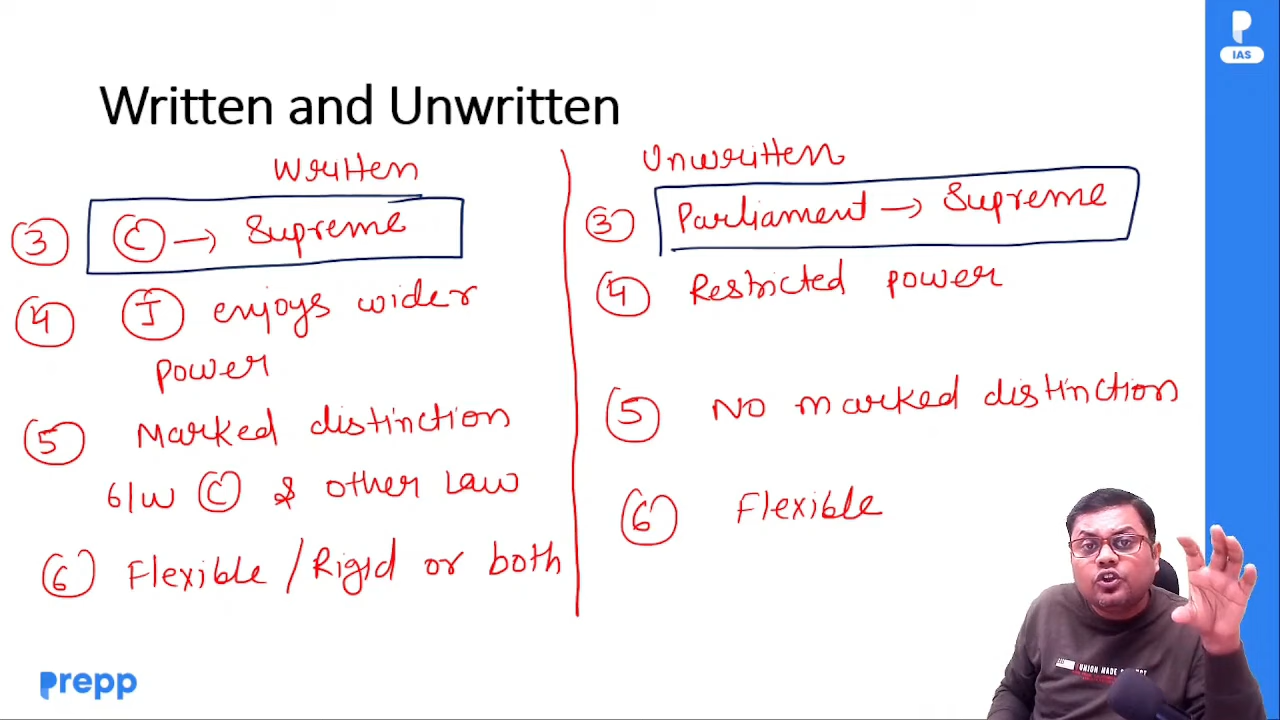 IAS
Written and Unwritten
Written
③ Ⓒ → Supreme
④ Ⓙ enjoys wider
power
⑤ Marked distinction
b/w Ⓒ & other Law
⑥ Flexible / Rigid or both
Unwritten
③ Parliament → Supreme
④ Restricted power
⑤ No marked distinction
⑥ Flexible
prepp